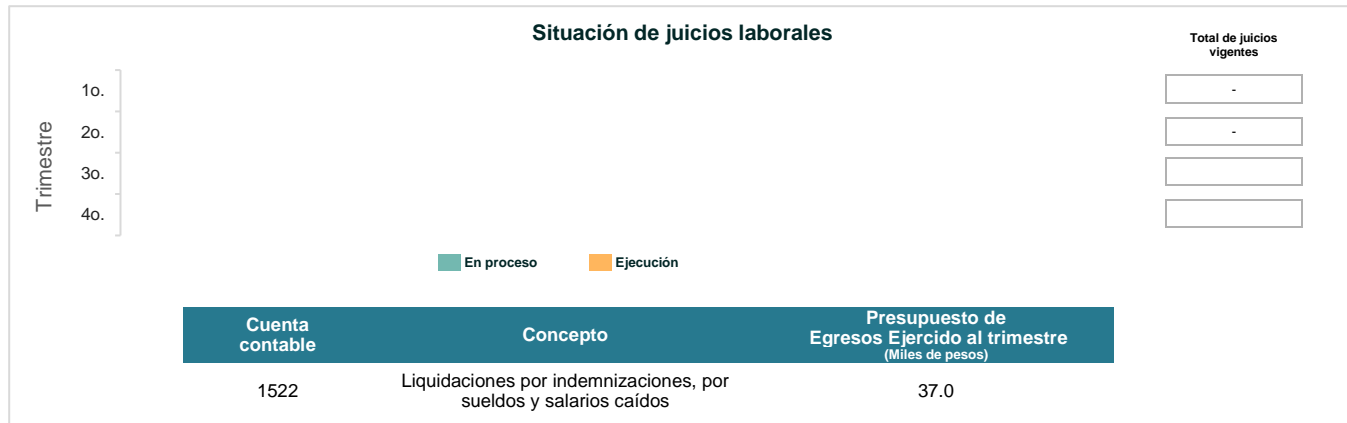 Situación de juicios laborales
Total de juicios
vigentes
Trimestre
1o.
-
2o.
-
3o.
4o.
En proceso
Ejecución
Cuenta
contable
Concepto
Presupuesto de
Egresos Ejercido al trimestre
(Miles de pesos)
1522
Liquidaciones por indemnizaciones, por
sueldos y salarios caídos
37.0